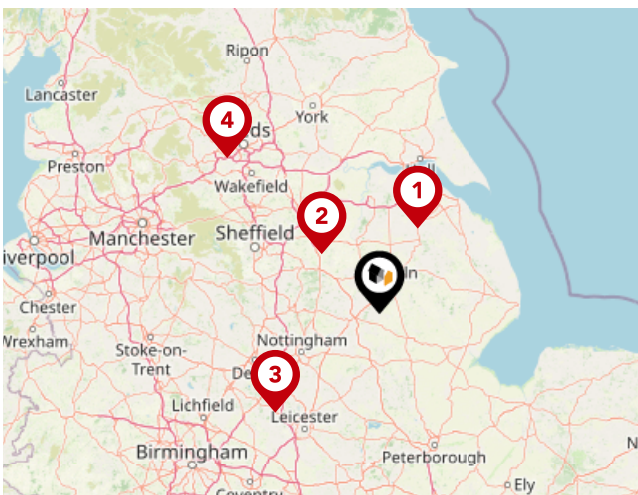 Ripon
Lancaster
York
4
ds
Preston
Wakefield
1
2
Manchester
Sheffield
iverpool
ln
Chester
Wrexham
Nottingham
Stoke-on-
Trent
De
3
Lichfield
Leicester
Birmingham
Peterborough
N
Coventry
Ely